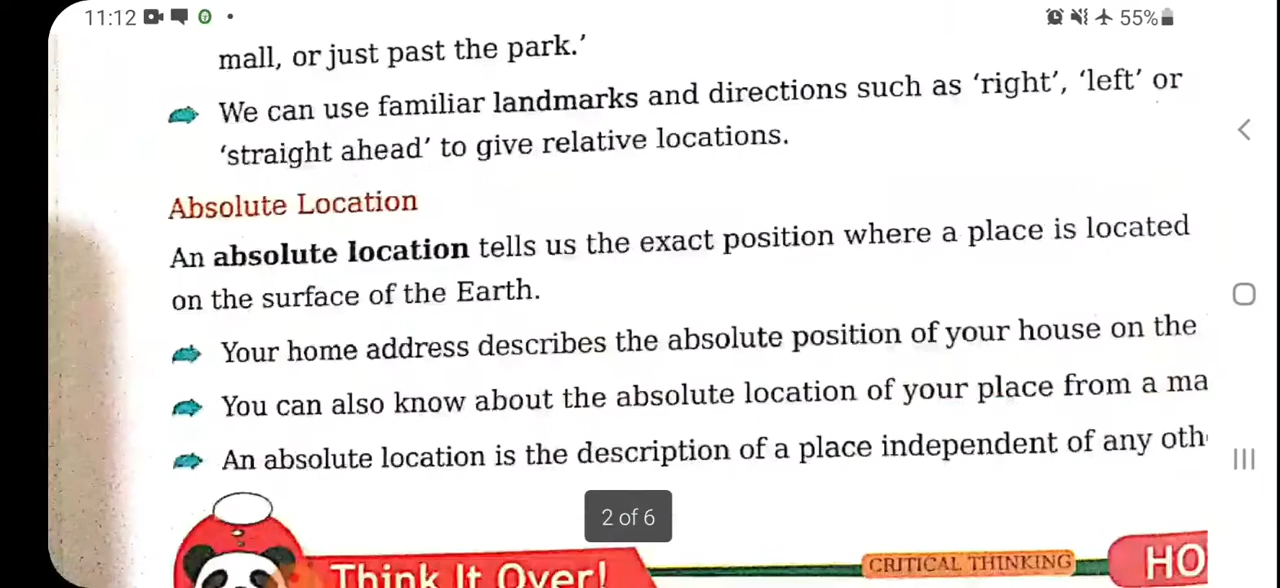 11:12
55%
mall, or just past the park.’
We can use familiar landmarks and directions such as ‘right’, ‘left’ or
‘straight ahead’ to give relative locations.
Absolute Location
An absolute location tells us the exact position where a place is located
on the surface of the Earth.
Your home address describes the absolute position of your house on the
You can also know about the absolute location of your place from a ma
An absolute location is the description of a place independent of any oth
2 of 6
Think It Over!
CRITICAL THINKING
HO